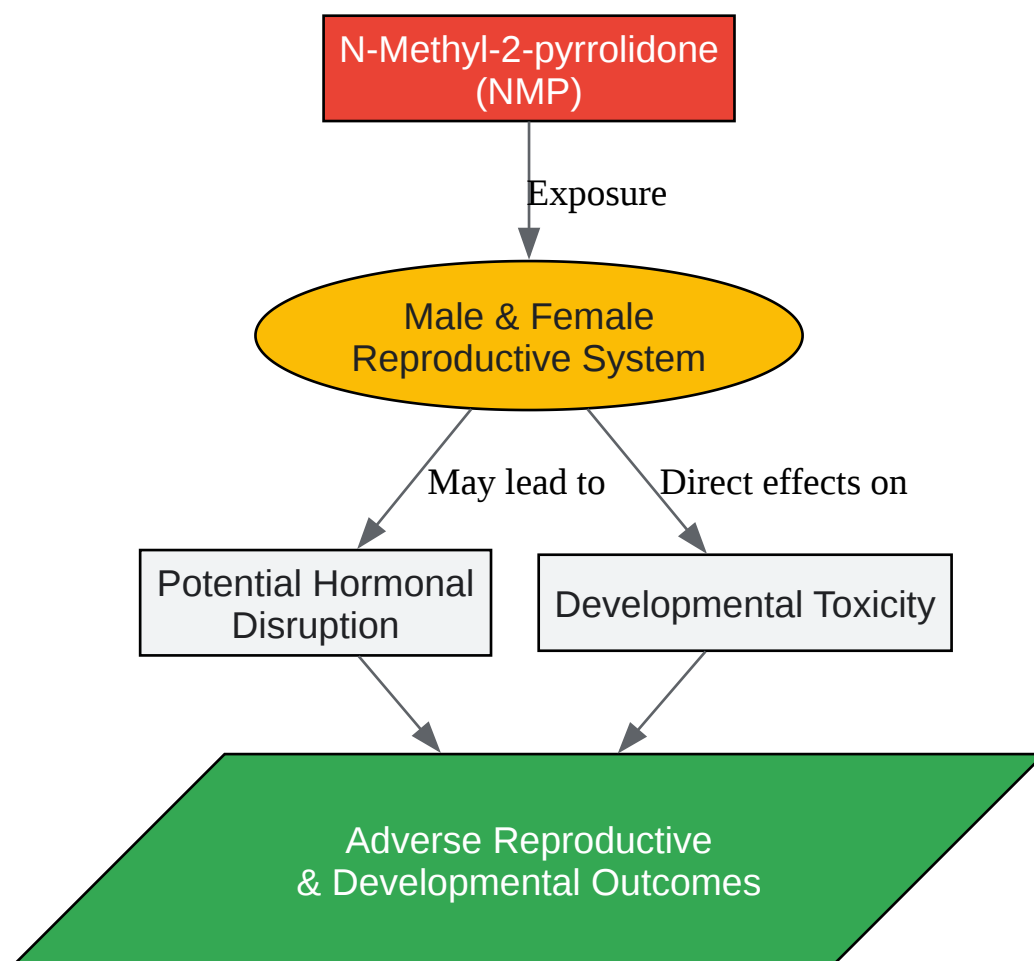 N-Methyl-2-pyrrolidone
(NMP)
Exposure
Male & Female
Reproductive System
May lead to
Direct effects on
Potential Hormonal
Disruption
Developmental Toxicity
Adverse Reproductive
& Developmental Outcomes